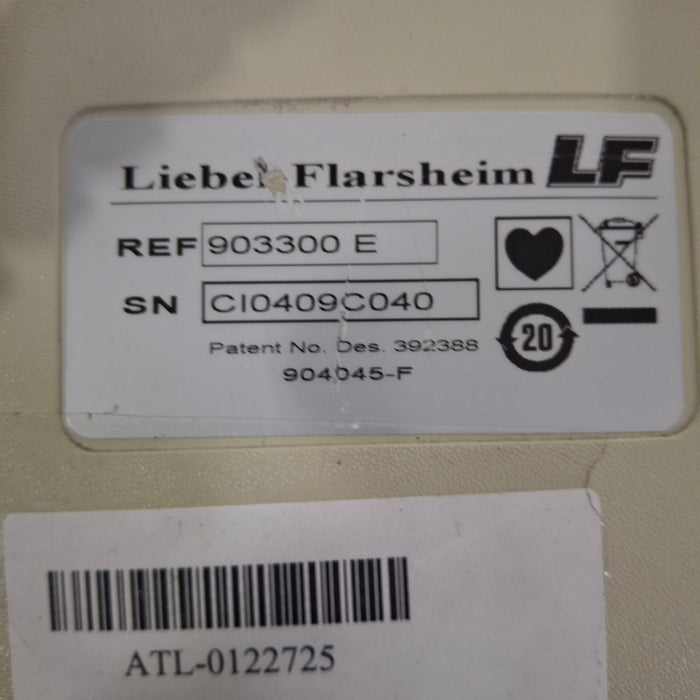 Liebel Flarsheim LF
REF 903300 E
SN CI0409C040
Patent No. Des. 392388
904045-F
20
ATL-0122725